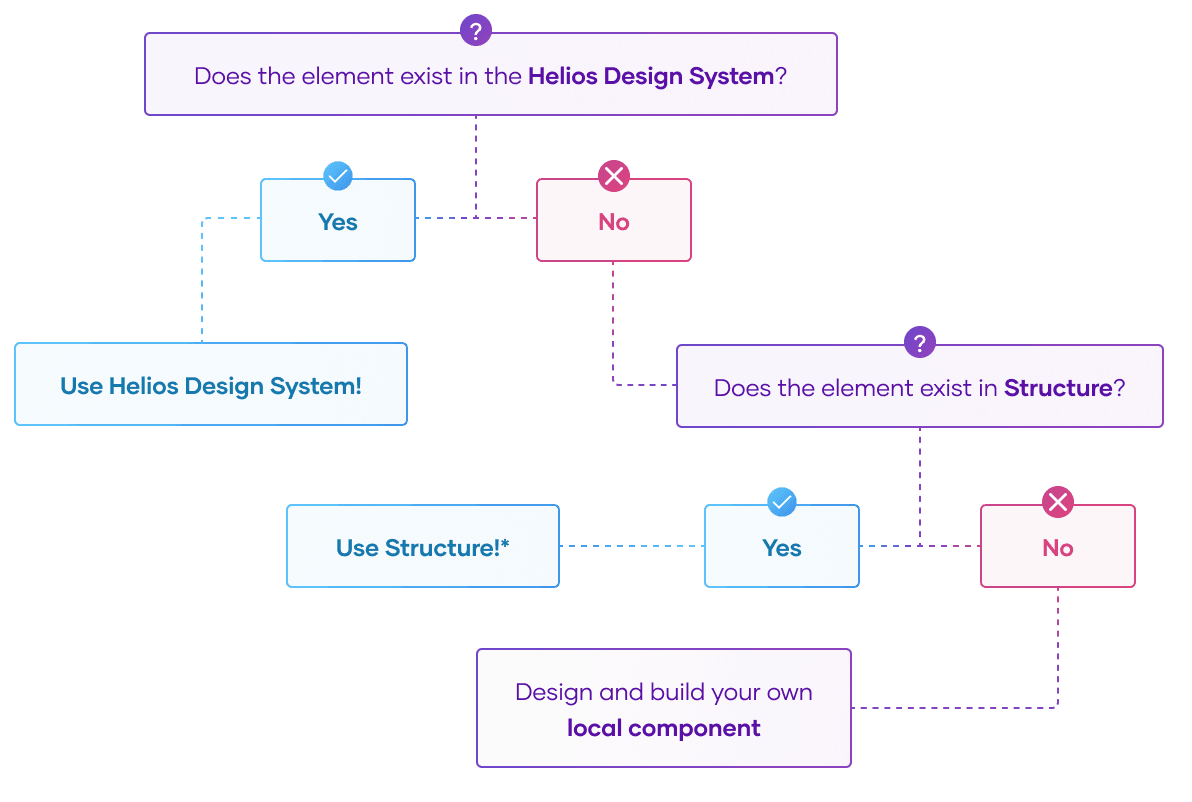 ?
Does the element exist in the Helios Design System?
Yes
No
Use Helios Design System!
?
Does the element exist in Structure?
Use Structure!*
Yes
No
Design and build your own
local component